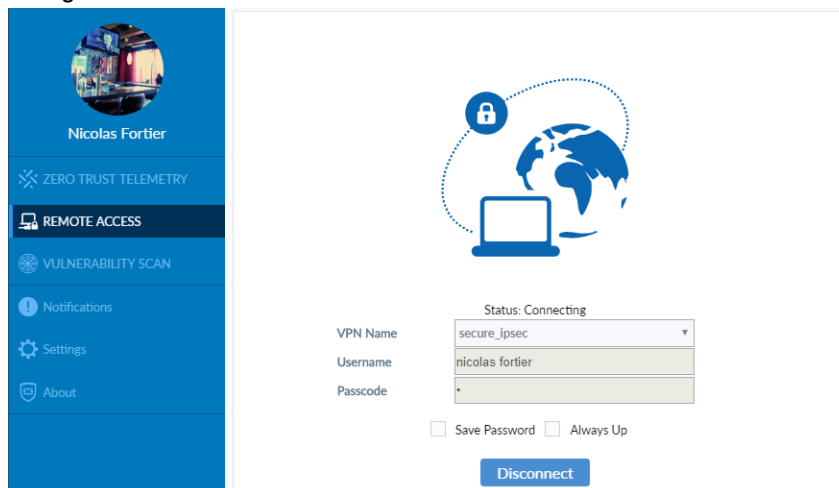 Nicolas Fortier
ZERO TRUST TELEMETRY
REMOTE ACCESS
VULNERABILITY SCAN
Notifications
Settings
About
Status: Connecting
VPN Name secure_ipsec
Username nicolas fortier
Passcode •
Save Password Always Up
Disconnect